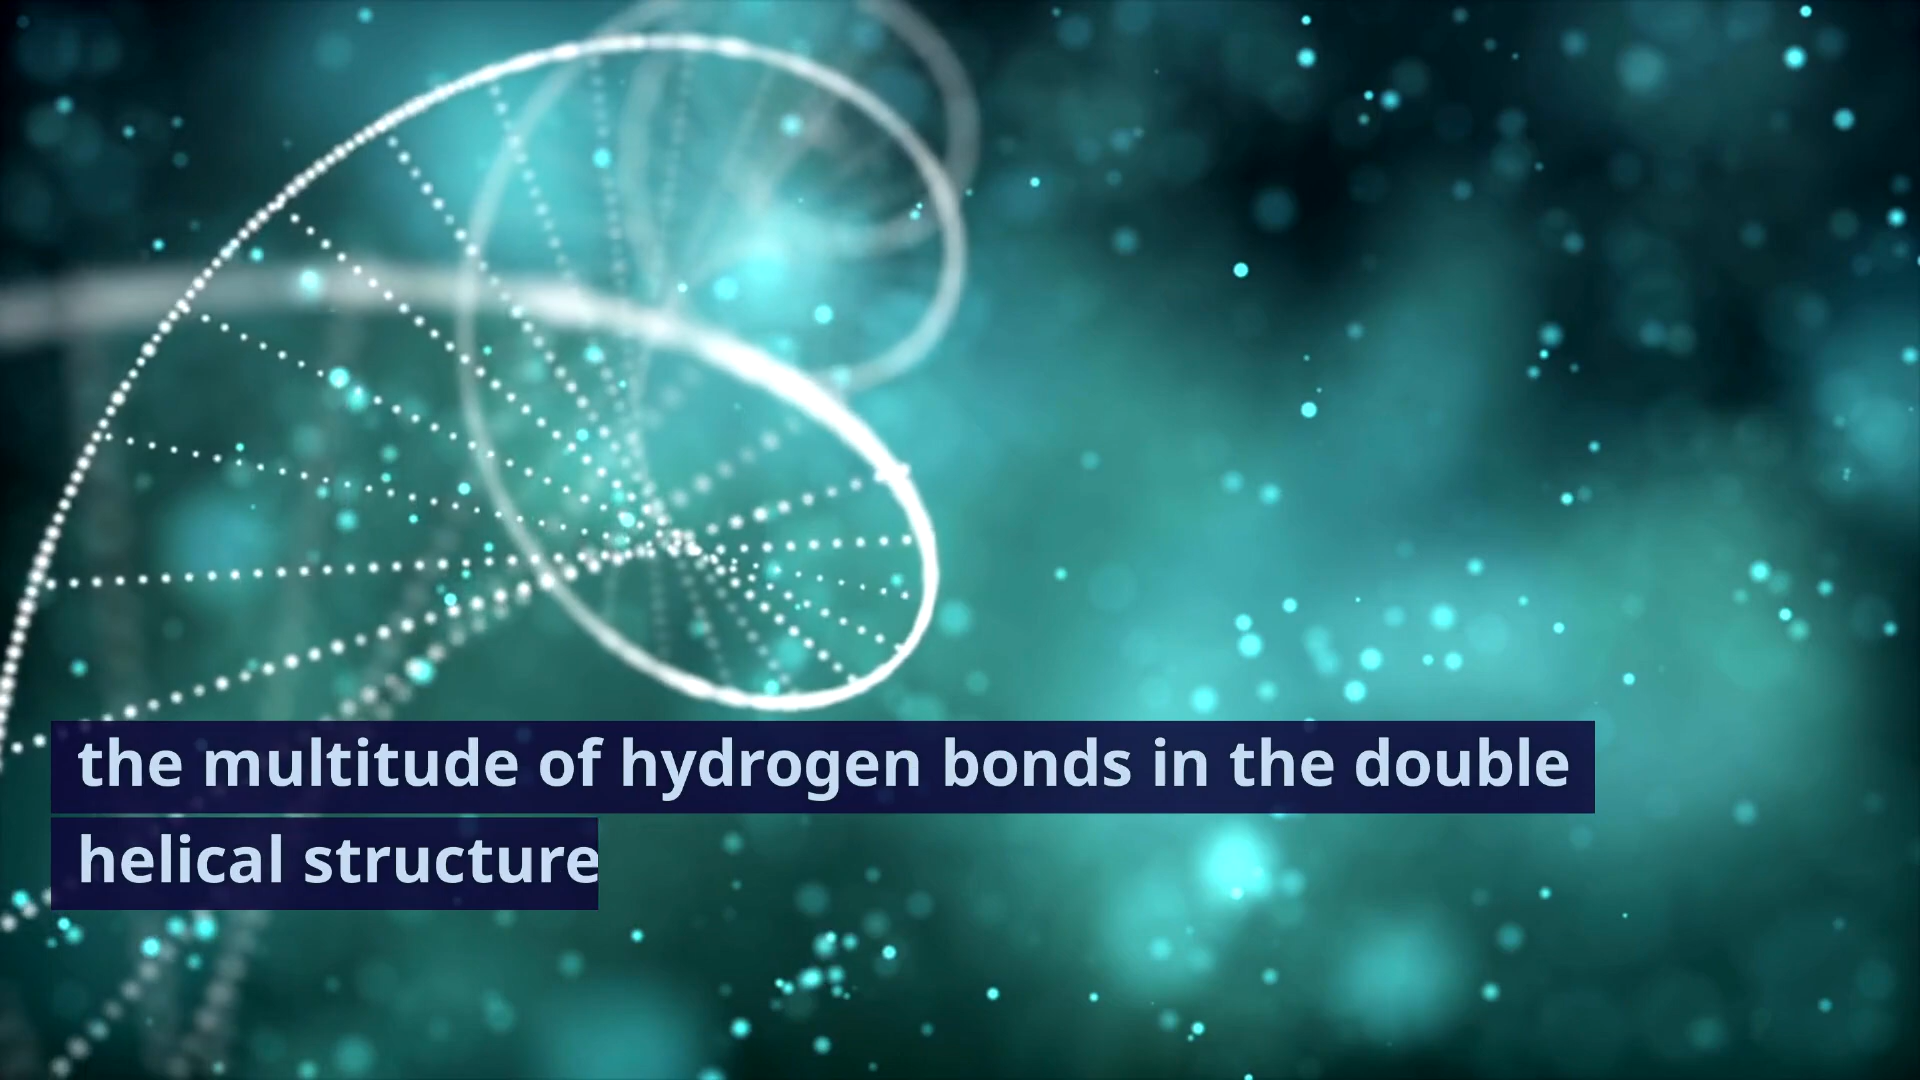 the multitude of hydrogen bonds in the double
helical structure